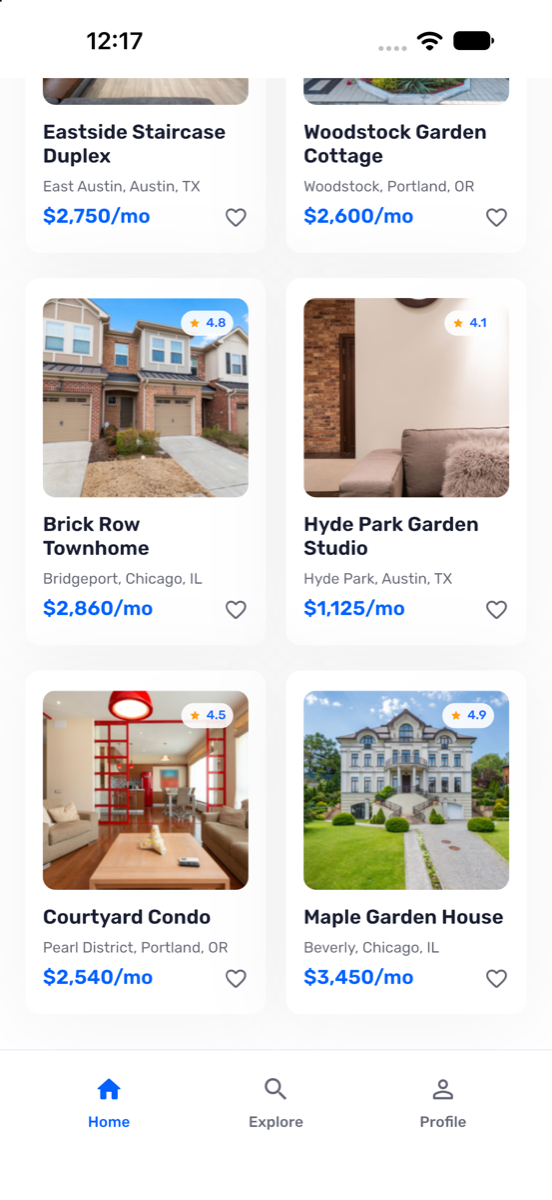 12:17
Eastside Staircase
Duplex
East Austin, Austin, TX
$2,750/mo
Woodstock Garden
Cottage
Woodstock, Portland, OR
$2,600/mo
4.8
Brick Row
Townhome
Bridgeport, Chicago, IL
$2,860/mo
4.1
Hyde Park Garden
Studio
Hyde Park, Austin, TX
$1,125/mo
4.5
Courtyard Condo
Pearl District, Portland, OR
$2,540/mo
4.9
Maple Garden House
Beverly, Chicago, IL
$3,450/mo
Home
Explore
Profile